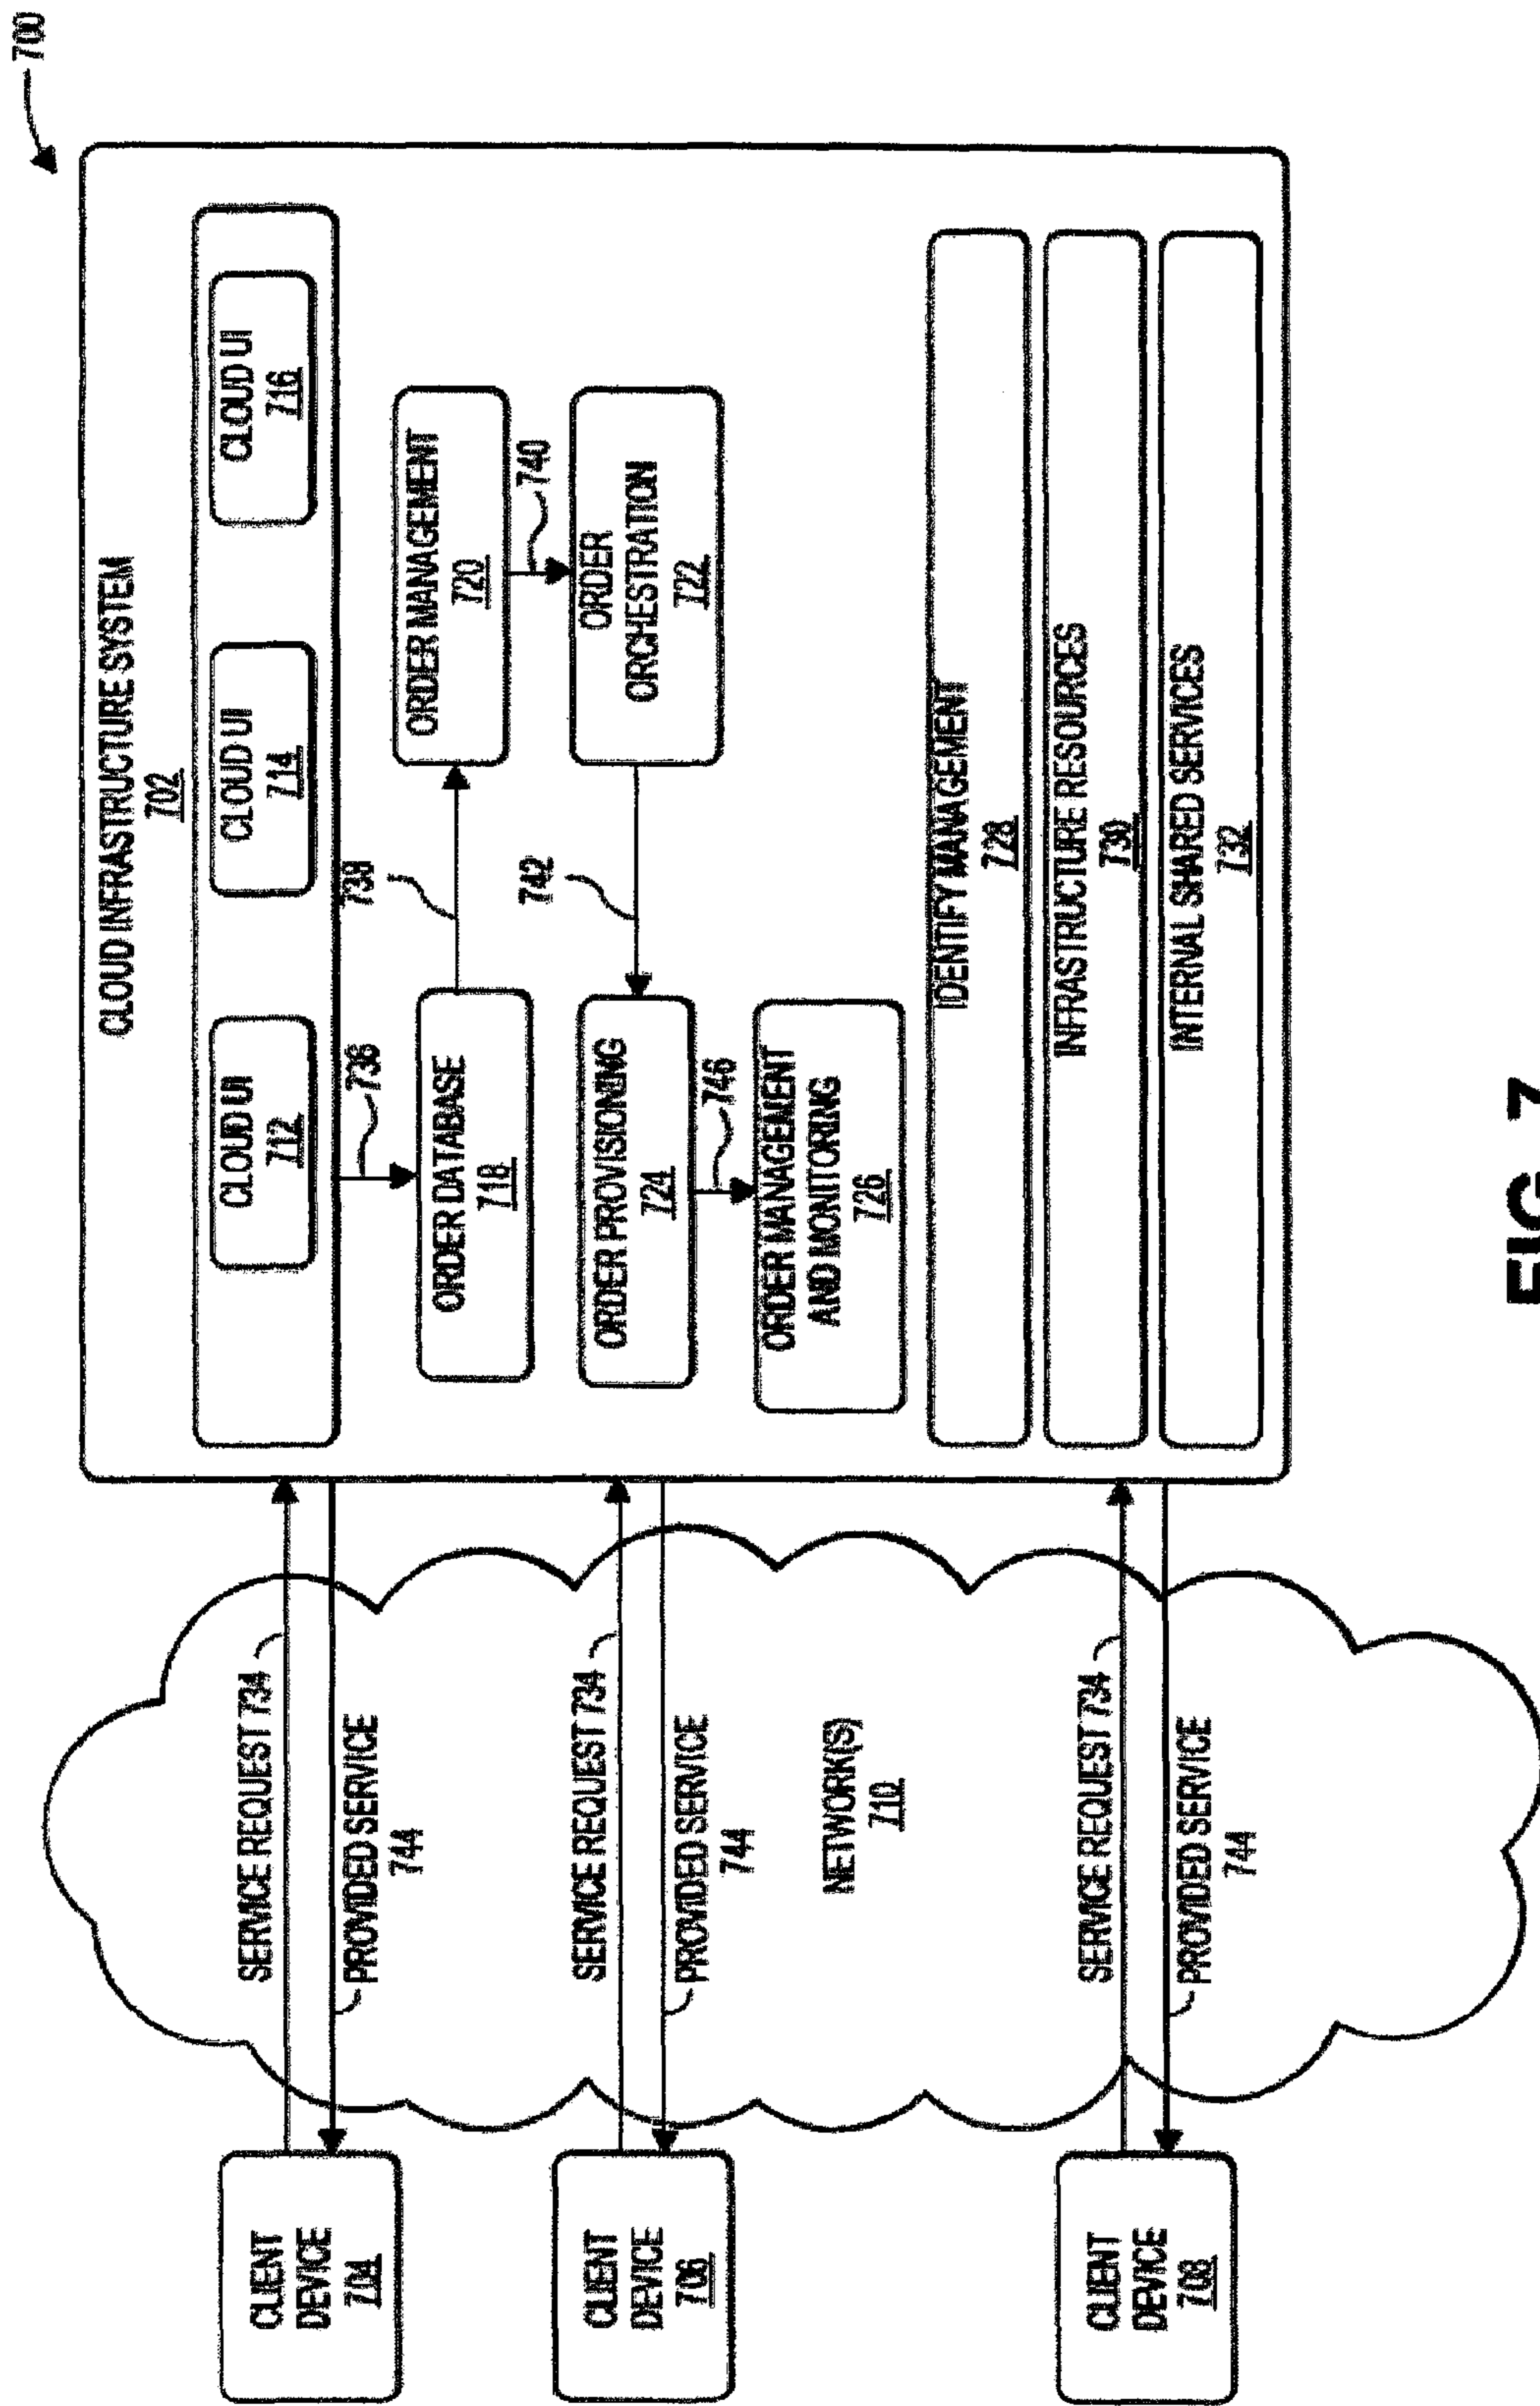 700
CLOUD INFRASTRUCTURE SYSTEM
702
CLOUD UI
712
CLOUD UI
714
CLOUD UI
716
736
738
ORDER DATABASE
718
ORDER MANAGEMENT
720
740
742
ORDER PROVISIONING
724
ORDER
ORCHESTRATION
722
746
ORDER MANAGEMENT
AND MONITORING
726
IDENTIFY MANAGEMENT
728
INFRASTRUCTURE RESOURCES
730
INTERNAL SHARED SERVICES
732
CLIENT
DEVICE
704
SERVICE REQUEST 734
PROVIDED SERVICE
744
CLIENT
DEVICE
706
SERVICE REQUEST 734
PROVIDED SERVICE
744
NETWORK(S)
710
CLIENT
DEVICE
708
SERVICE REQUEST 734
PROVIDED SERVICE
744
FIG. 7